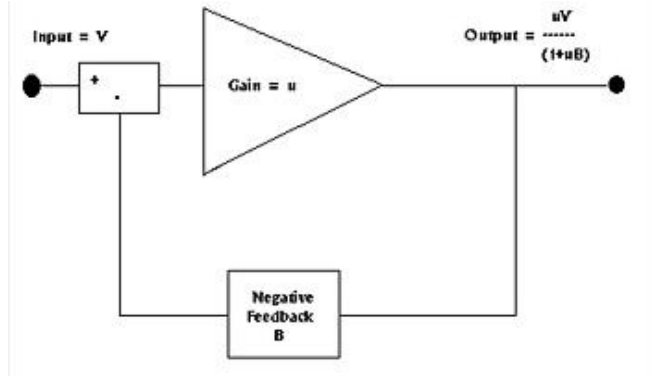 Input = V
uV
Output = ------
(1+uB)
+
-
Gain = u
Negative
Feedback
B